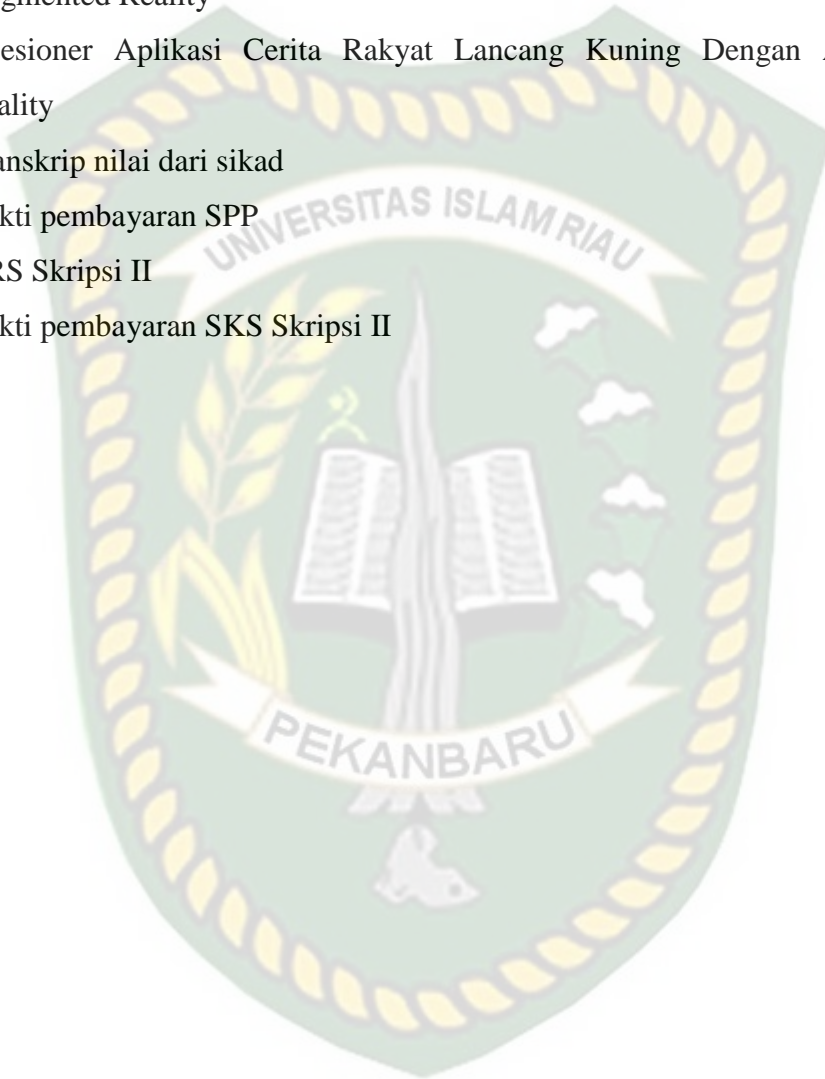 gmented Reality
esioner Aplikasi Cerita Rakyat Lancang Kuning Dengan
ality
anskrip nilai dari sikad
kti pembayaran SPP
RS Skripsi II
kti pembayaran SKS Skripsi II
UNIVERSITAS ISLAM RIAU
PEKANBARU